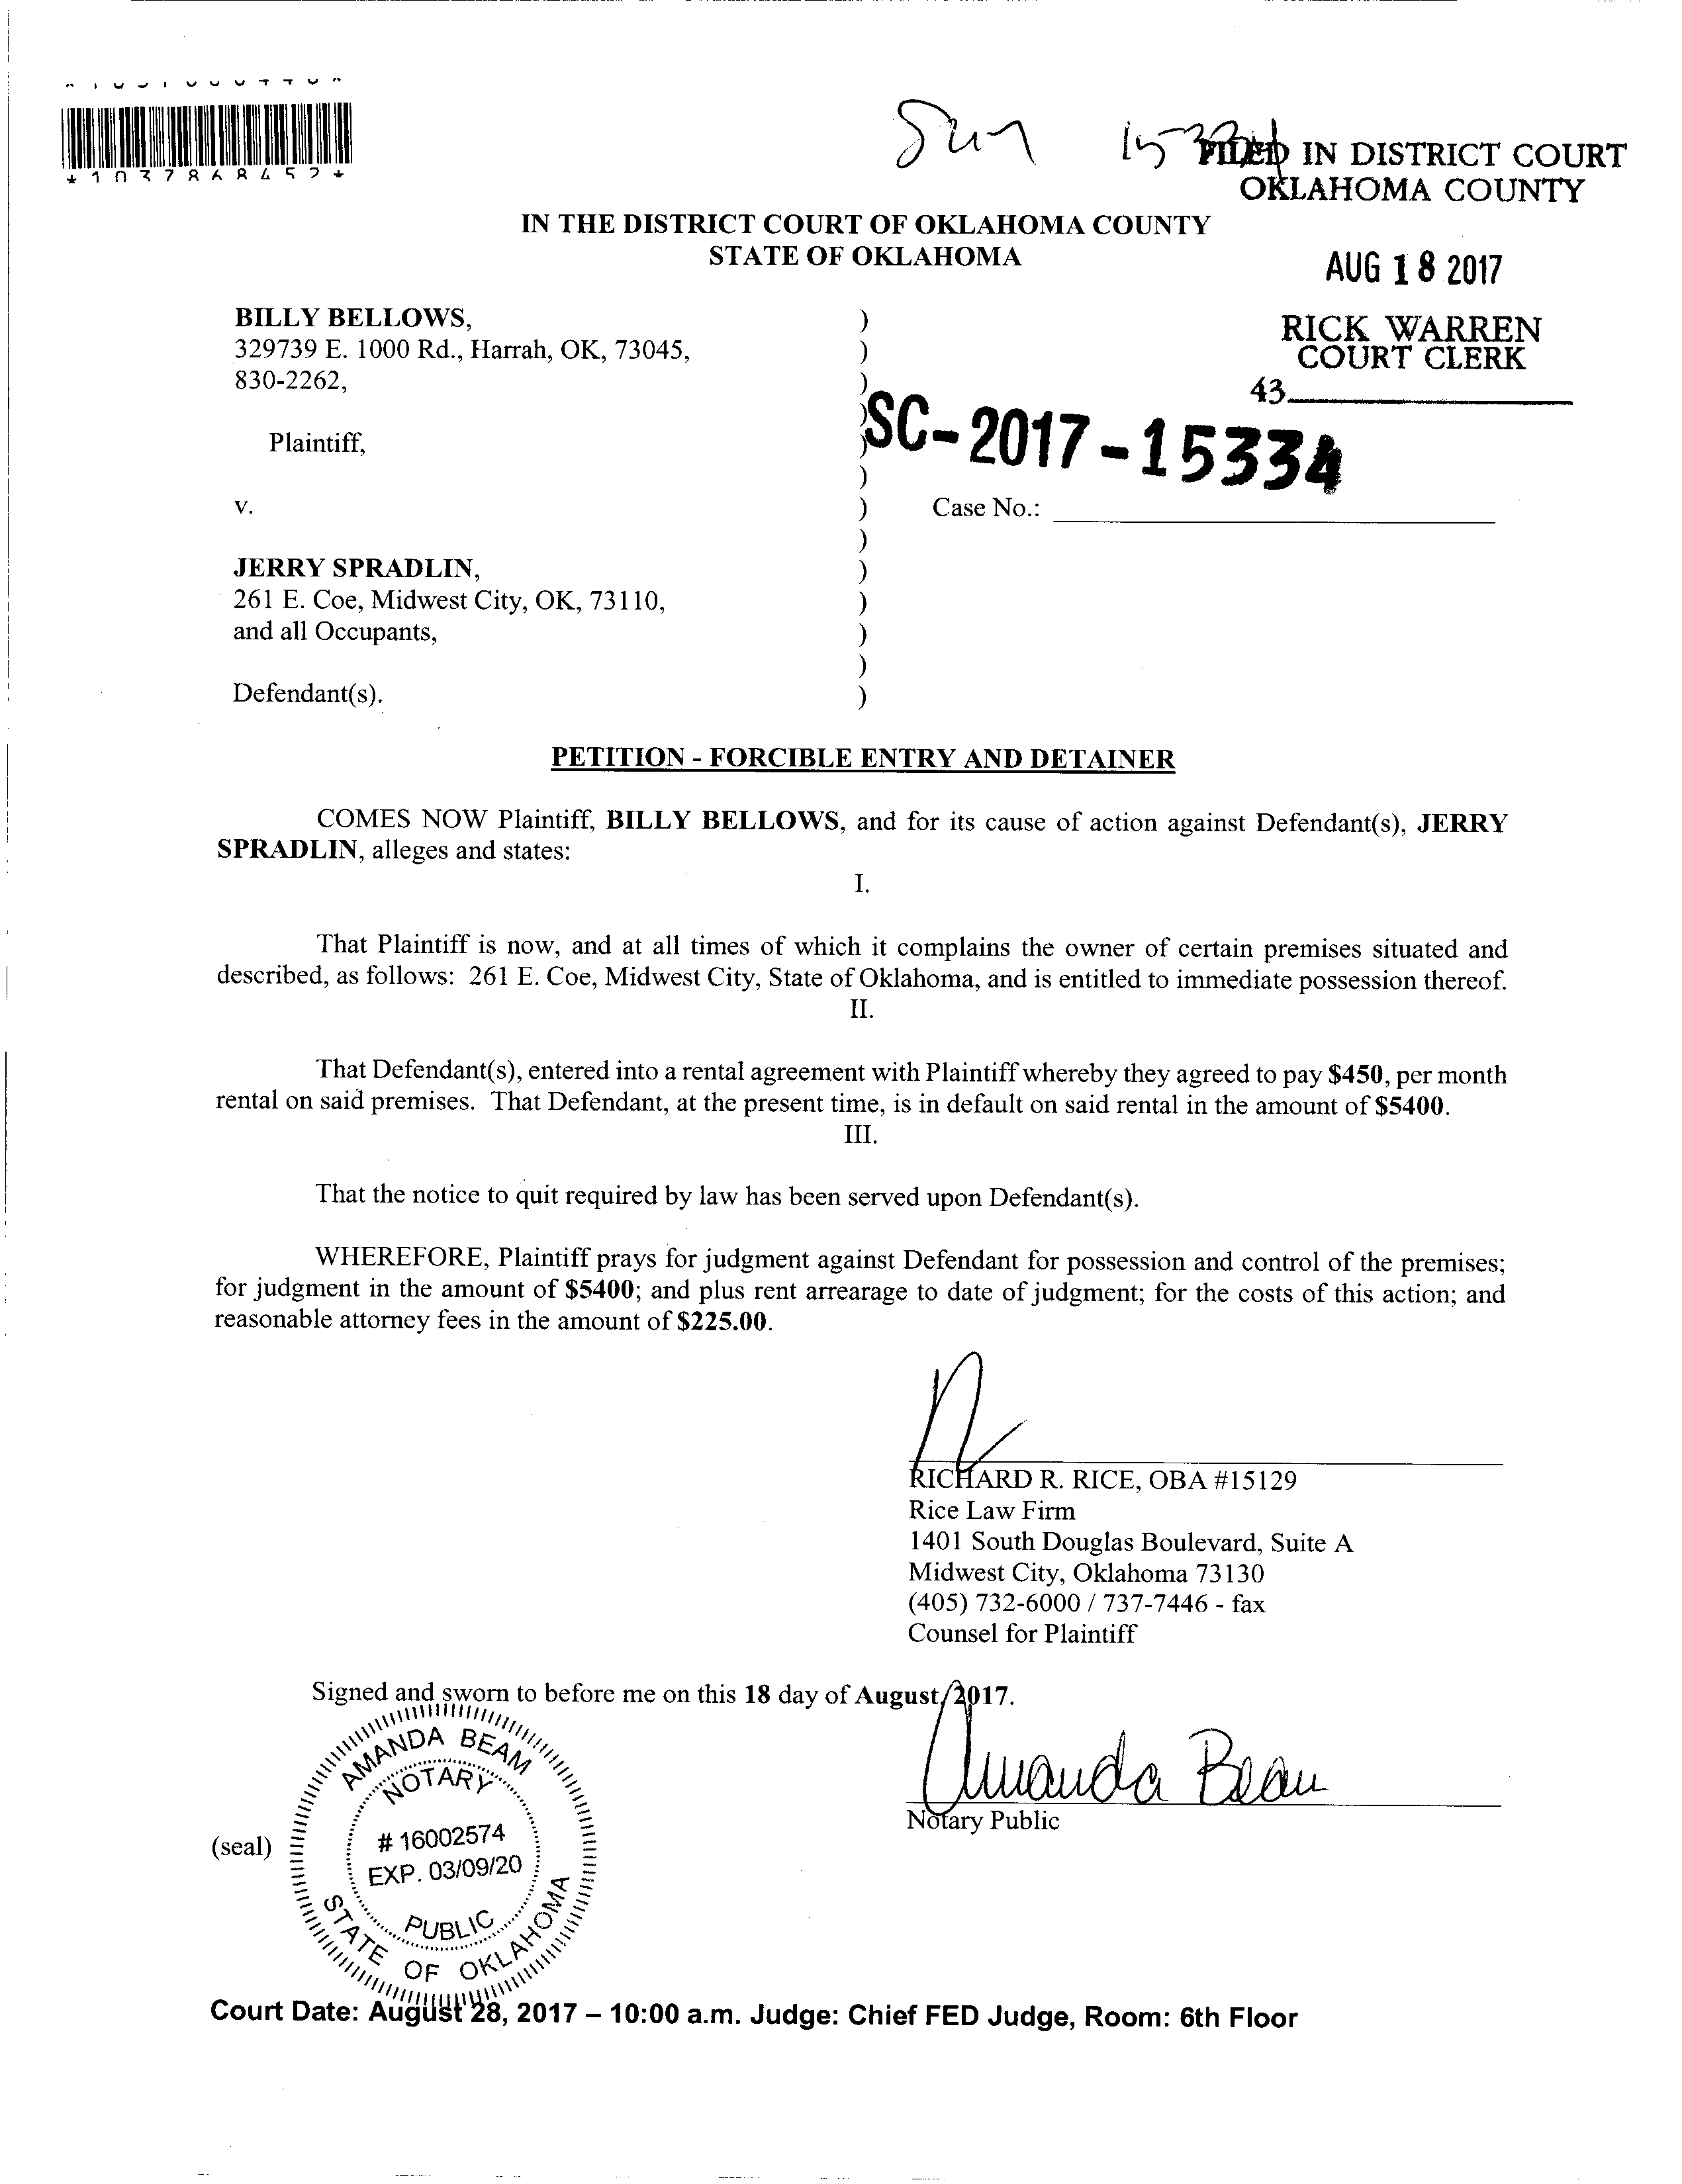 *1037868452*
IN DISTRICT COURT
OKLAHOMA COUNTY
IN THE DISTRICT COURT OF OKLAHOMA COUNTY
STATE OF OKLAHOMA
AUG 18 2017
RICK WARREN
COURT CLERK
43
BILLY BELLOWS,
329739 E. 1000 Rd., Harrah, OK, 73045,
830-2262,
Plaintiff,
SC-2017-15334
v.
Case No.:
JERRY SPRADLIN,
261 E. Coe, Midwest City, OK, 73110,
and all Occupants,
Defendant(s).
)
)
)
)
)
)
)
)
)
)
)
)
)
PETITION - FORCIBLE ENTRY AND DETAINER
COMES NOW Plaintiff, BILLY BELLOWS, and for its cause of action against Defendant(s), JERRY
SPRADLIN, alleges and states:
I.
That Plaintiff is now, and at all times of which it complains the owner of certain premises situated and
described, as follows: 261 E. Coe, Midwest City, State of Oklahoma, and is entitled to immediate possession thereof.
II.
That Defendant(s), entered into a rental agreement with Plaintiff whereby they agreed to pay $450, per month
rental on said premises. That Defendant, at the present time, is in default on said rental in the amount of $5400.
III.
That the notice to quit required by law has been served upon Defendant(s).
WHEREFORE, Plaintiff prays for judgment against Defendant for possession and control of the premises;
for judgment in the amount of $5400; and plus rent arrearage to date of judgment; for the costs of this action; and
reasonable attorney fees in the amount of $225.00.
RICHARD R. RICE, OBA #15129
Rice Law Firm
1401 South Douglas Boulevard, Suite A
Midwest City, Oklahoma 73130
(405) 732-6000 / 737-7446 - fax
Counsel for Plaintiff
Signed and sworn to before me on this 18 day of August, 2017.
Amanda Beam
Notary Public
(seal)
AMANDA BEAM
NOTARY
# 16002574
EXP. 03/09/20
PUBLIC
STATE OF OKLAHOMA
Court Date: August 28, 2017 – 10:00 a.m. Judge: Chief FED Judge, Room: 6th Floor